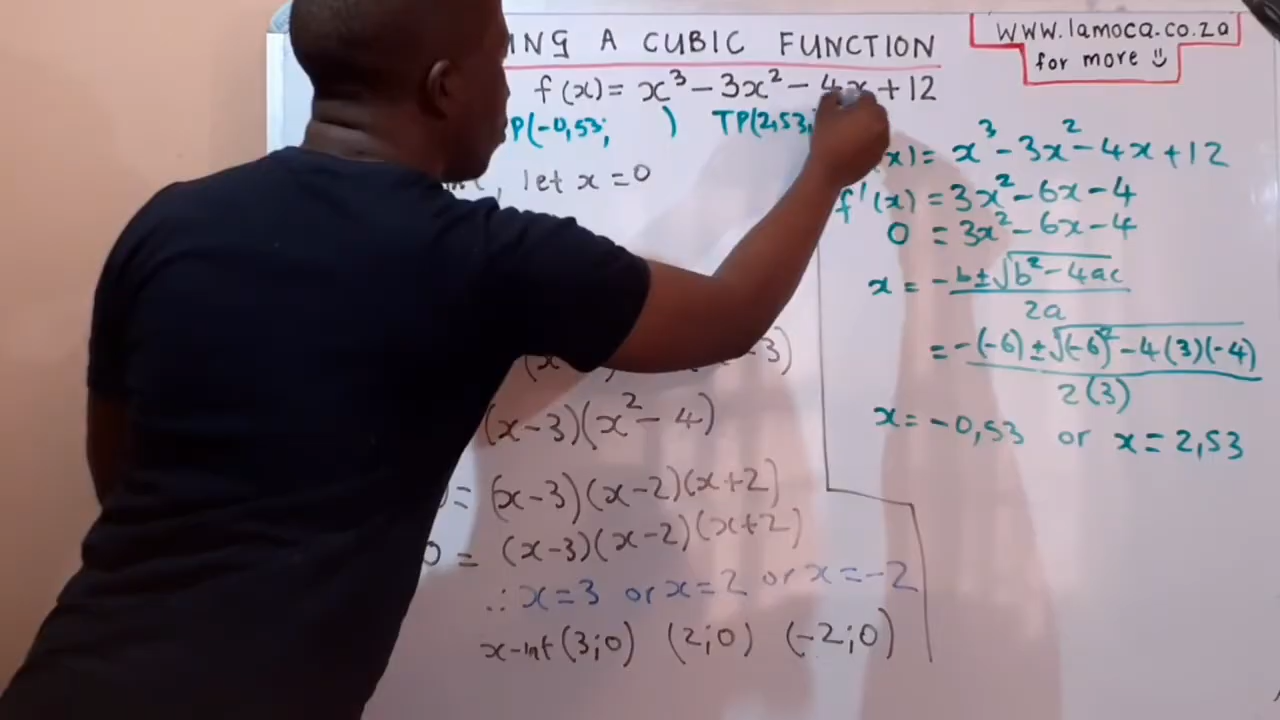 A CUBIC FUNCTION
f(x) = x³ - 3x² - 4x + 12
P(-0,53; ) TP(2,53;
, let x = 0
3)
(x-3)(x² - 4)
= (x-3)(x-2)(x+2)
0 = (x-3)(x-2)(x+2)
∴ x = 3 or x = 2 or x = -2
x-int (3;0) (2;0) (-2;0)
www.lamoca.co.za
for more
x) = x³ - 3x² - 4x + 12
f'(x) = 3x² - 6x - 4
0 = 3x² - 6x - 4
x = -b ± √b² - 4ac
2a
= -(-6) ± √(-6)² - 4(3)(-4)
2(3)
x = -0,53 or x = 2,53